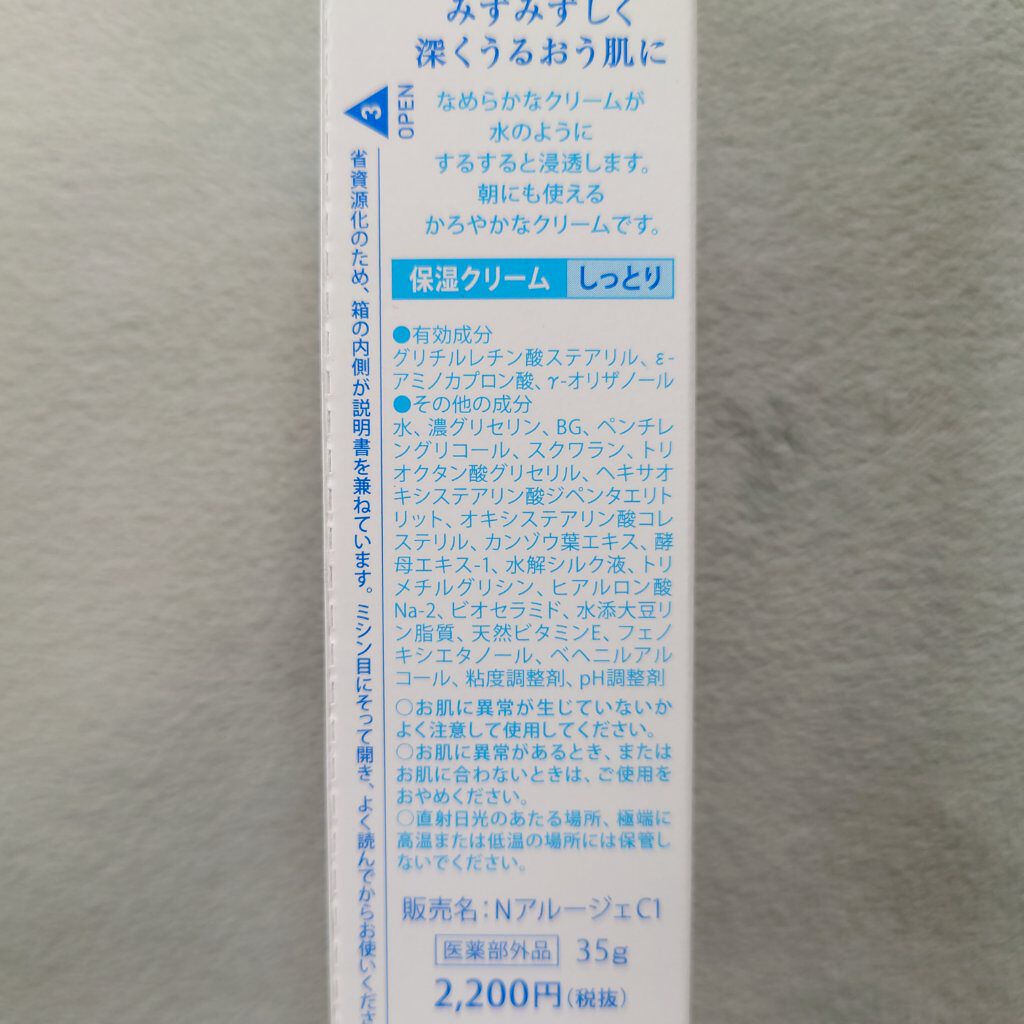 みずみずしく
深くうるおう肌に
なめらかなクリームが
水のように
するすると浸透します。
朝にも使える
かろやかなクリームです。
3
OPEN
省資源化のため、箱の内側が説明書を兼ねています。ミシン目にそって開き、よく読んでからお使いくださ
保湿クリーム しっとり
●有効成分
グリチルレチン酸ステアリル、ε-
アミノカプロン酸、γ-オリザノール
●その他の成分
水、濃グリセリン、BG、ペンチレ
ングリコール、スクワラン、トリ
オクタン酸グリセリル、ヘキサオ
キシステアリン酸ジペンタエリト
リット、オキシステアリン酸コレ
ステリル、カンゾウ葉エキス、酵
母エキス-1、水解シルク液、トリ
メチルグリシン、ヒアルロン酸
Na-2、ビオセラミド、水添大豆リ
ン脂質、天然ビタミンE、フェノ
キシエタノール、ベヘニルアル
コール、粘度調整剤、pH調整剤
○お肌に異常が生じていないか
よく注意して使用してください。
○お肌に異常があるとき、または
お肌に合わないときは、ご使用を
おやめください。
○直射日光のあたる場所、極端に
高温または低温の場所には保管し
ないでください。
販売名：NアルージェC1
医薬部外品 35g
2,200円（税抜）